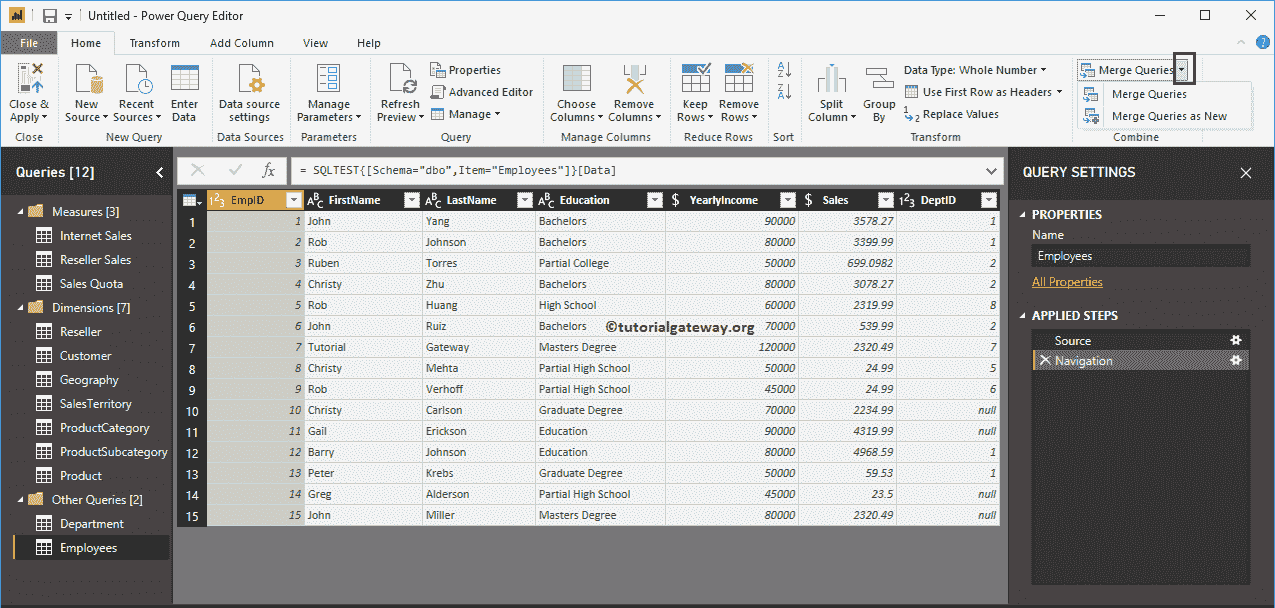 Untitled - Power Query Editor
File Home Transform Add Column View Help
Close & Apply
New Source
Recent Sources
Enter Data
Data source settings
Manage Parameters
Refresh Preview
Properties
Advanced Editor
Manage
Choose Columns
Remove Columns
Keep Rows
Remove Rows
Split Column
Group By
Data Type: Whole Number
Use First Row as Headers
Replace Values
Merge Queries
Merge Queries
Merge Queries as New
Close New Query Data Sources Parameters Query Manage Columns Reduce Rows Sort Transform Combine
Queries [12]
Measures [3]
Internet Sales
Reseller Sales
Sales Quota
Dimensions [7]
Reseller
Customer
Geography
SalesTerritory
ProductCategory
ProductSubcategory
Product
Other Queries [2]
Department
Employees
fx = SQLTEST{[Schema="dbo",Item="Employees"]}[Data]
123 EmpID ABC FirstName ABC LastName ABC Education $ YearlyIncome $ Sales 123 DeptID
1 1 John Yang Bachelors 90000 3578.27 1
2 2 Rob Johnson Bachelors 80000 3399.99 1
3 3 Ruben Torres Partial College 50000 699.0982 2
4 4 Christy Zhu Bachelors 80000 3078.27 2
5 5 Rob Huang High School 60000 2319.99 8
6 6 John Ruiz Bachelors 70000 539.99 2
©tutorialgateway.org
7 7 Tutorial Gateway Masters Degree 120000 2320.49 7
8 8 Christy Mehta Partial High School 50000 24.99 5
9 9 Rob Verhoff Partial High School 45000 24.99 6
10 10 Christy Carlson Graduate Degree 70000 2234.99 null
11 11 Gail Erickson Education 90000 4319.99 null
12 12 Barry Johnson Education 80000 4968.59 1
13 13 Peter Krebs Graduate Degree 50000 59.53 1
14 14 Greg Alderson Partial High School 45000 23.5 null
15 15 John Miller Masters Degree 80000 2320.49 null
QUERY SETTINGS
PROPERTIES
Name
Employees
All Properties
APPLIED STEPS
Source
Navigation